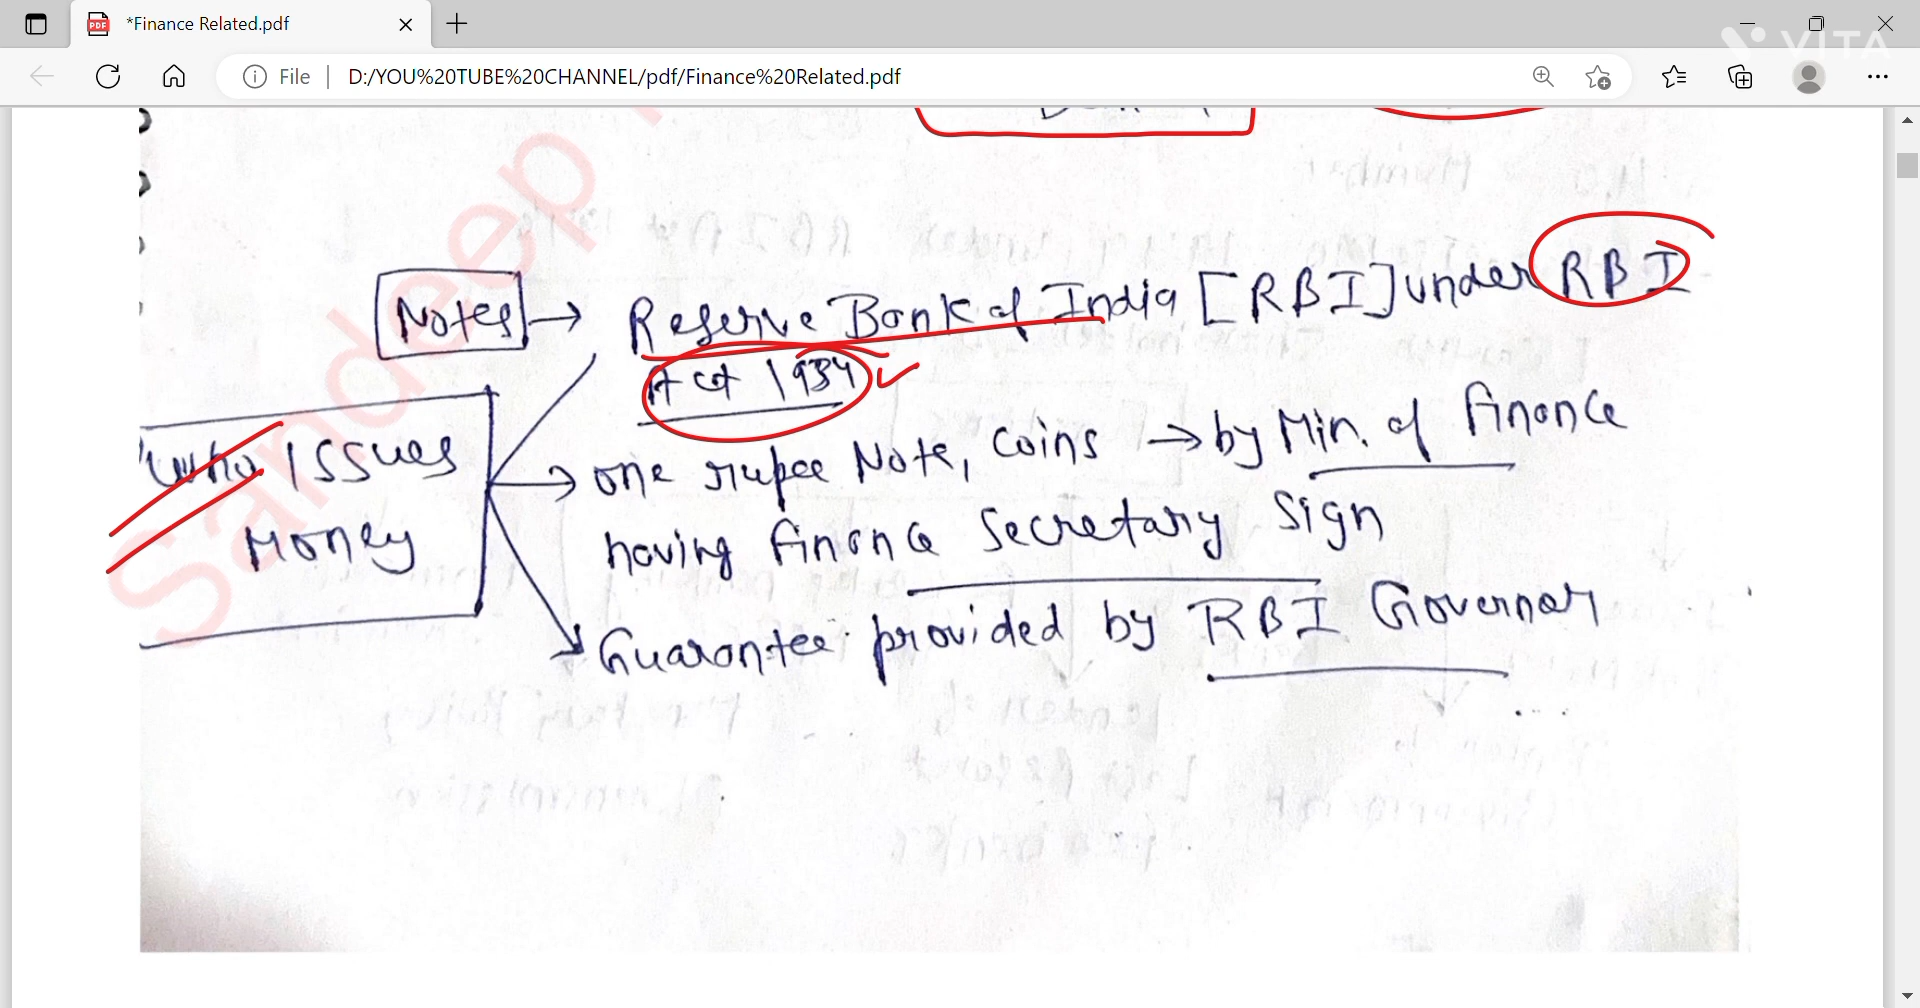 *Finance Related.pdf
File
D:/YOU%20TUBE%20CHANNEL/pdf/Finance%20Related.pdf
VITA
Notes → Reserve Bank of India [RBI] under RBI
Act 1934
Who Issues
Money
→ one rupee Note, coins → by Min. of finance
having finance Secretary Sign
Guarantee provided by RBI Governor
Sandeep